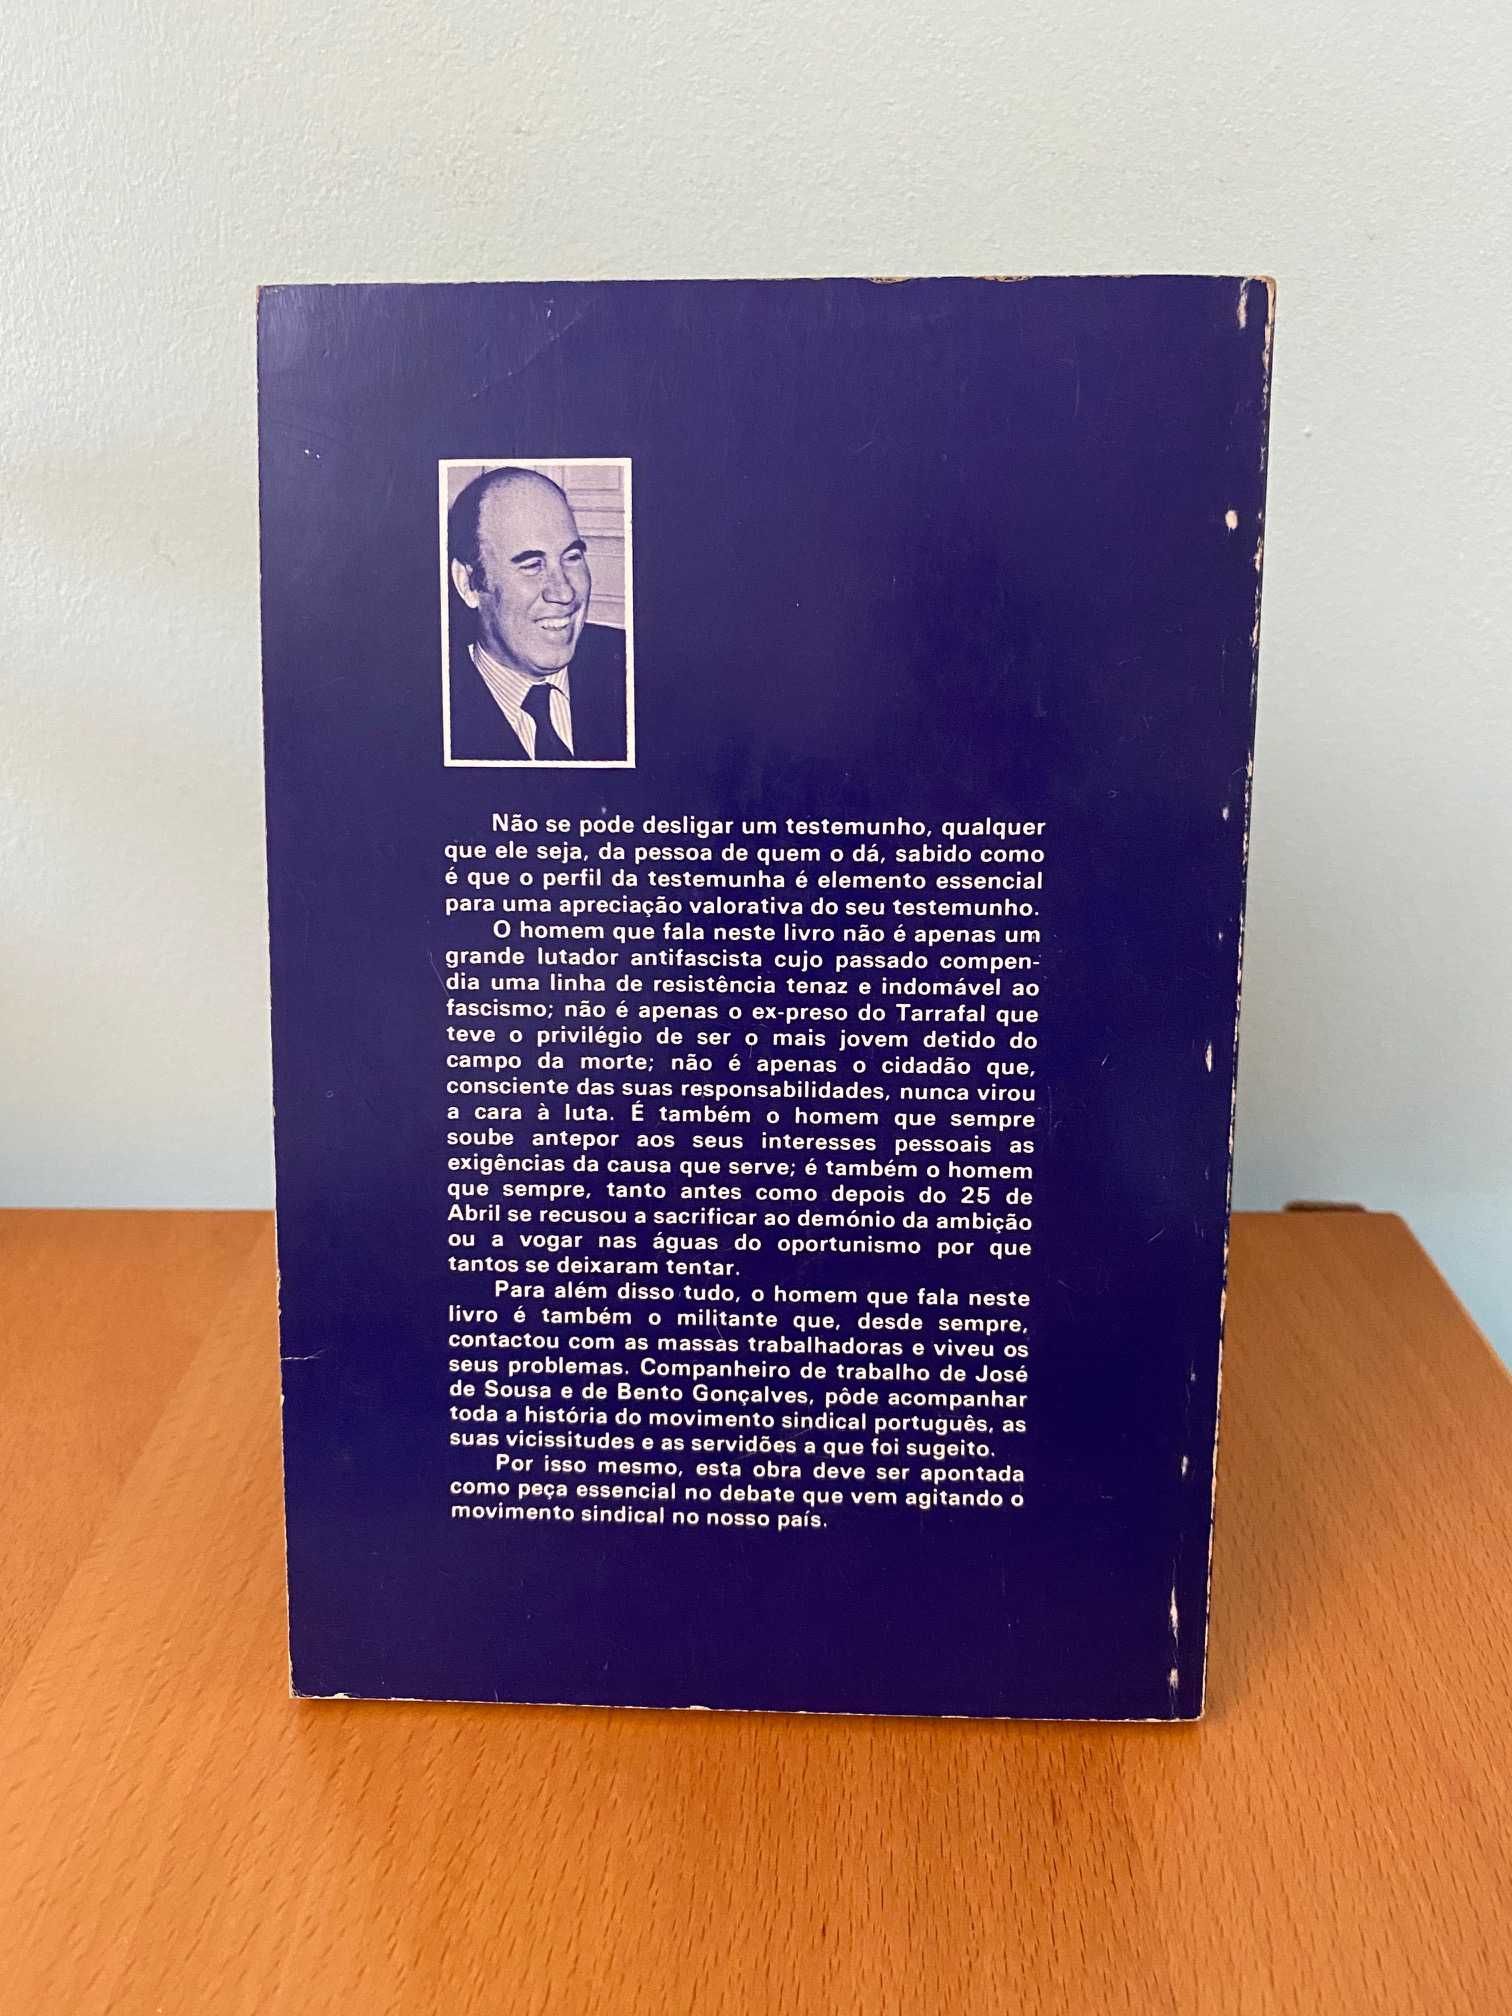 Não se pode desligar um testemunho, qualquer
que ele seja, da pessoa de quem o dá, sabido como
é que o perfil da testemunha é elemento essencial
para uma apreciação valorativa do seu testemunho.
O homem que fala neste livro não é apenas um
grande lutador antifascista cujo passado compen-
dia uma linha de resistência tenaz e indomável ao
fascismo; não é apenas o ex-preso do Tarrafal que
teve o privilégio de ser o mais jovem detido do
campo da morte; não é apenas o cidadão que,
consciente das suas responsabilidades, nunca virou
a cara à luta. É também o homem que sempre
soube antepor aos seus interesses pessoais as
exigências da causa que serve; é também o homem
que sempre, tanto antes como depois do 25 de
Abril se recusou a sacrificar ao demónio da ambição
ou a vogar nas águas do oportunismo por que
tantos se deixaram tentar.
Para além disso tudo, o homem que fala neste
livro é também o militante que, desde sempre,
contactou com as massas trabalhadoras e viveu os
seus problemas. Companheiro de trabalho de José
de Sousa e de Bento Gonçalves, pôde acompanhar
toda a história do movimento sindical português, as
suas vicissitudes e as servidões a que foi sugeito.
Por isso mesmo, esta obra deve ser apontada
como peça essencial no debate que vem agitando o
movimento sindical no nosso país.